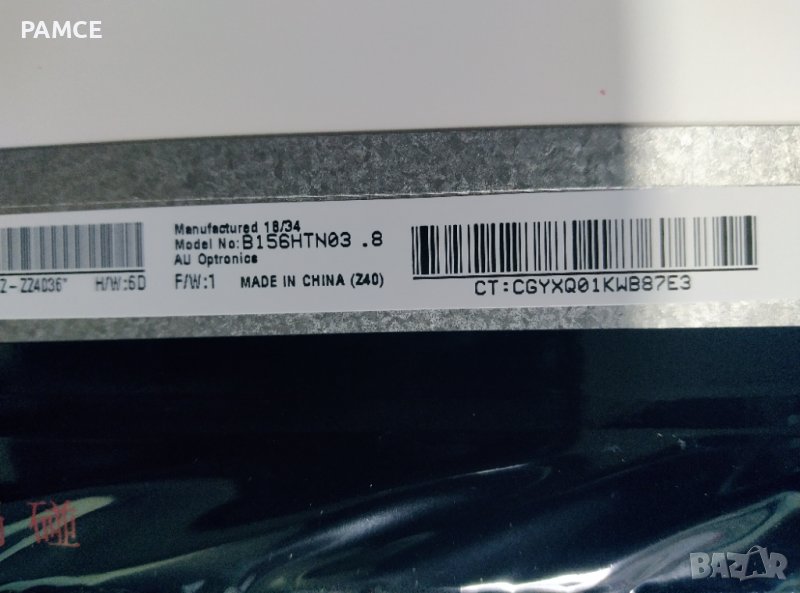 PAMCE
Manufactured 18/34
Model No:B156HTN03 .8
AU Optronics
Z-ZZ4036" H/W:6D F/W:1 MADE IN CHINA (Z40)
CT:CGYXQ01KWB87E3
BAZAR